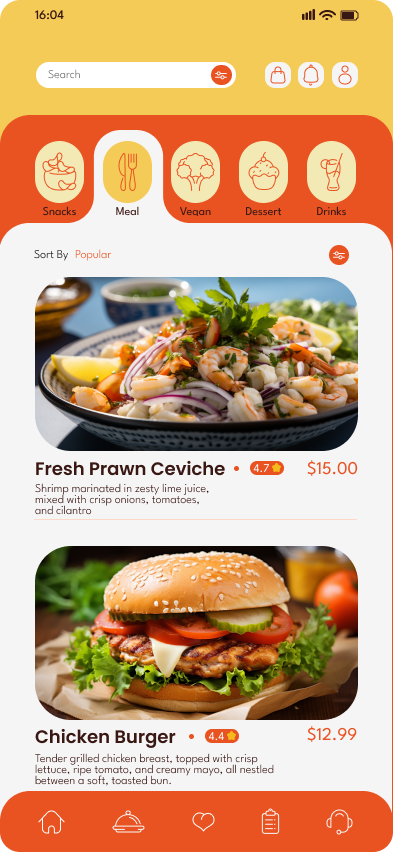 16:04
Search
Snacks
Meal
Vegan
Dessert
Drinks
Sort By Popular
Fresh Prawn Ceviche • 4.7 $15.00
Shrimp marinated in zesty lime juice,
mixed with crisp onions, tomatoes,
and cilantro
Chicken Burger • 4.4 $12.99
Tender grilled chicken breast, topped with crisp
lettuce, ripe tomato, and creamy mayo, all nestled
between a soft, toasted bun.